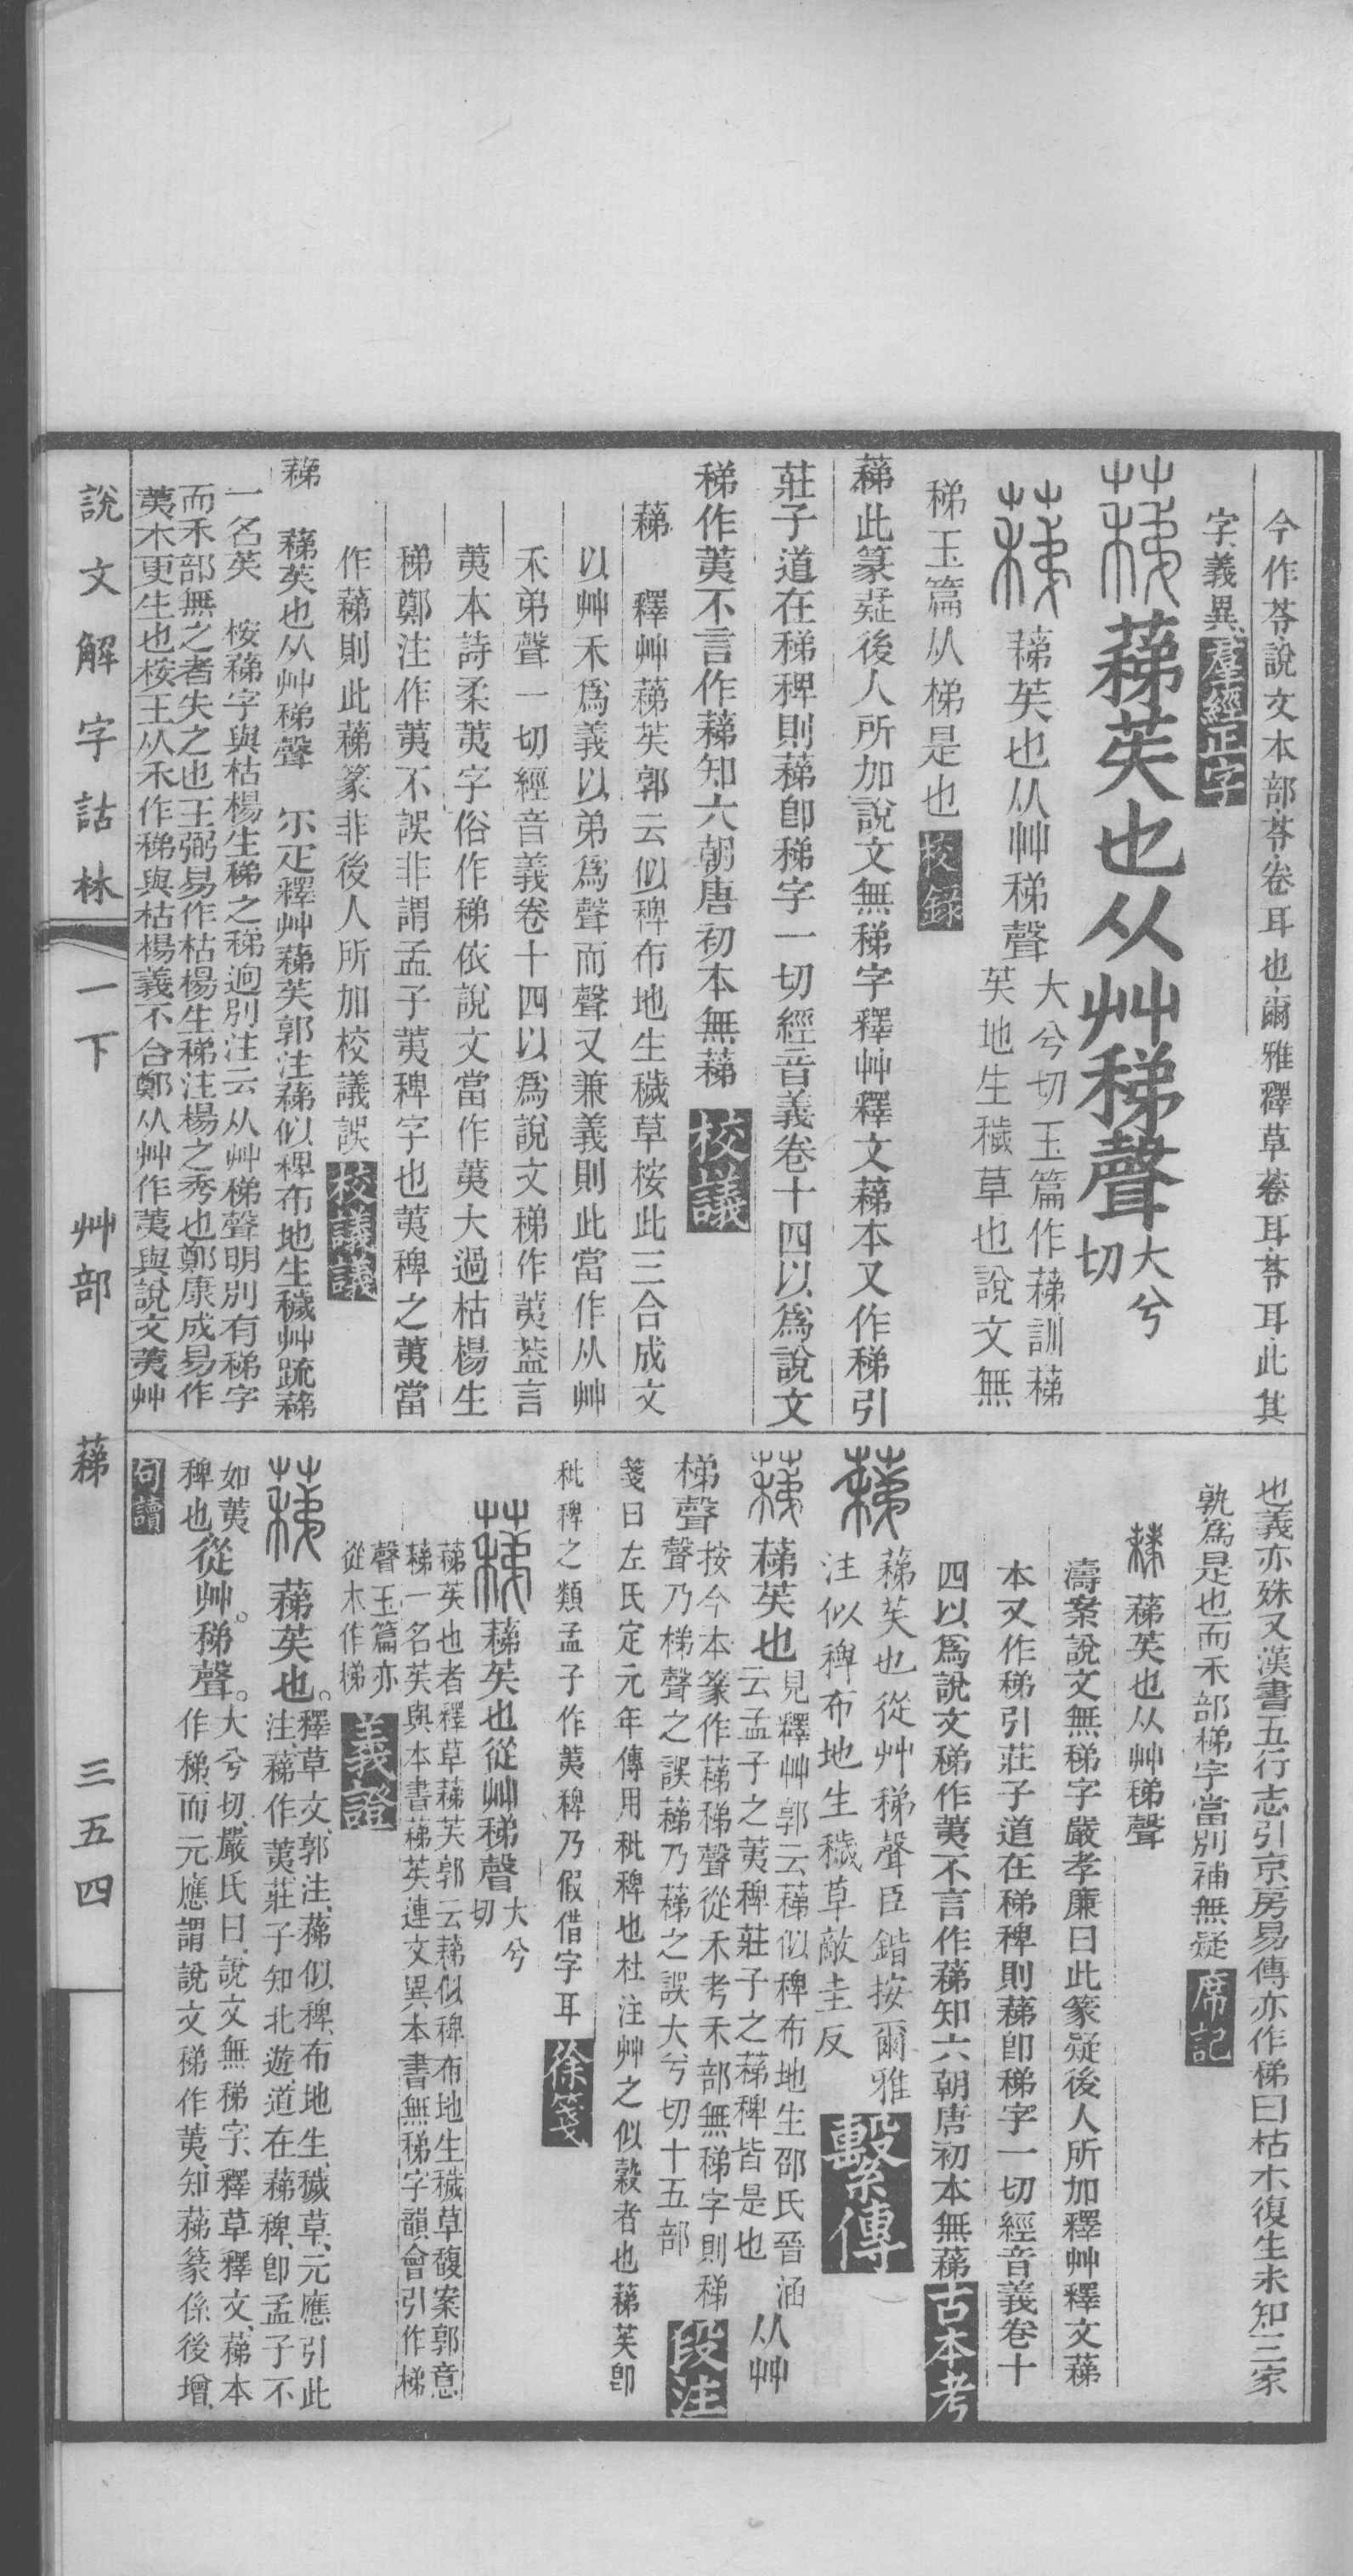 今作苓說文本部苓卷耳也爾雅釋草菤耳苓耳此其
字義異羣經正字
蕛蕛苵也从艸稊聲大兮切
蕛蕛苵也从艸稊聲大兮切玉篇作䔶訓䔶苵地生穢草也說文無
稊玉篇从梯是也校錄
蕛此篆疑後人所加說文無稊字釋艸釋文蕛本又作稊引
莊子道在稊稗則蕛卽稊字一切經音義卷十四以爲說文
稊作荑不言作蕛知六朝唐初本無蕛校議
蕛 釋艸蕛苵郭云似稗布地生穢草桉此三合成文
以艸禾爲義以弟爲聲而聲又兼義則此當作从艸
禾弟聲一切經音義卷十四以爲說文稊作荑葢言
荑本詩柔荑字俗作稊依說文當作荑大過枯楊生
稊鄭注作荑不誤非謂孟子荑稗字也荑稗之荑當
作蕛則此蕛篆非後人所加校議誤校議議
蕛 蕛苵也从艸稊聲 尒疋釋艸蕛苵郭注蕛似稗布地生穢艸疏蕛
一名苵 桉蕛字與枯楊生稊之稊迥別注云从艸梯聲明別有稊字
而禾部無之者失之也王弼易作枯楊生稊注楊之秀也鄭康成易作
荑木更生也桉王从禾作稊與枯楊義不合鄭从艸作荑與說文荑艸
也義亦殊又漢書五行志引京房易傳亦作梯曰枯木復生未知三家
孰爲是也而禾部稊字當別補無疑席記
蕛 蕛苵也从艸稊聲
濤案說文無稊字嚴孝廉曰此篆疑後人所加釋艸釋文蕛
本又作稊引莊子道在稊稗則蕛卽稊字一切經音義卷十
四以爲說文稊作荑不言作蕛知六朝唐初本無蕛古本考
蕛蕛苵也從艸稊聲臣鍇按爾雅注似稗布地生穢草敵圭反繫傳
蕛蕛苵也見釋艸郭云蕛似稗布地生邵氏晉涵云孟子之荑稗莊子之蕛稗皆是也从艸
梯聲按今本篆作蕛稊聲從禾考禾部無稊字則稊聲乃梯聲之誤蕛乃䔶之誤大兮切十五部段注
箋曰左氏定元年傳用秕稗也杜注艸之似穀者也蕛苵卽
秕稗之類孟子作荑稗乃假借字耳徐箋
蕛蕛苵也從艸稊聲大兮切
蕛苵也者釋草蕛苵郭云蕛似稗布地生穢草馥案郭意
蕛一名苵與本書蕛苵連文異本書無稊字韻會引作梯
聲玉篇亦從木作梯義證
蕛蕛苵也。釋草文、郭注、蕛似稗、布地生、穢草、元應引此注、蕛作荑、莊子知北遊、道在蕛稗、卽孟子不
如荑稗也從艸。稊聲。大兮切、嚴氏曰、說文無稊字、釋草釋文、蕛本作稊、而元應謂說文稊作荑、知蕛篆係後增、
句讀
說文解字詁林 一下 艸部 蕛 三五四